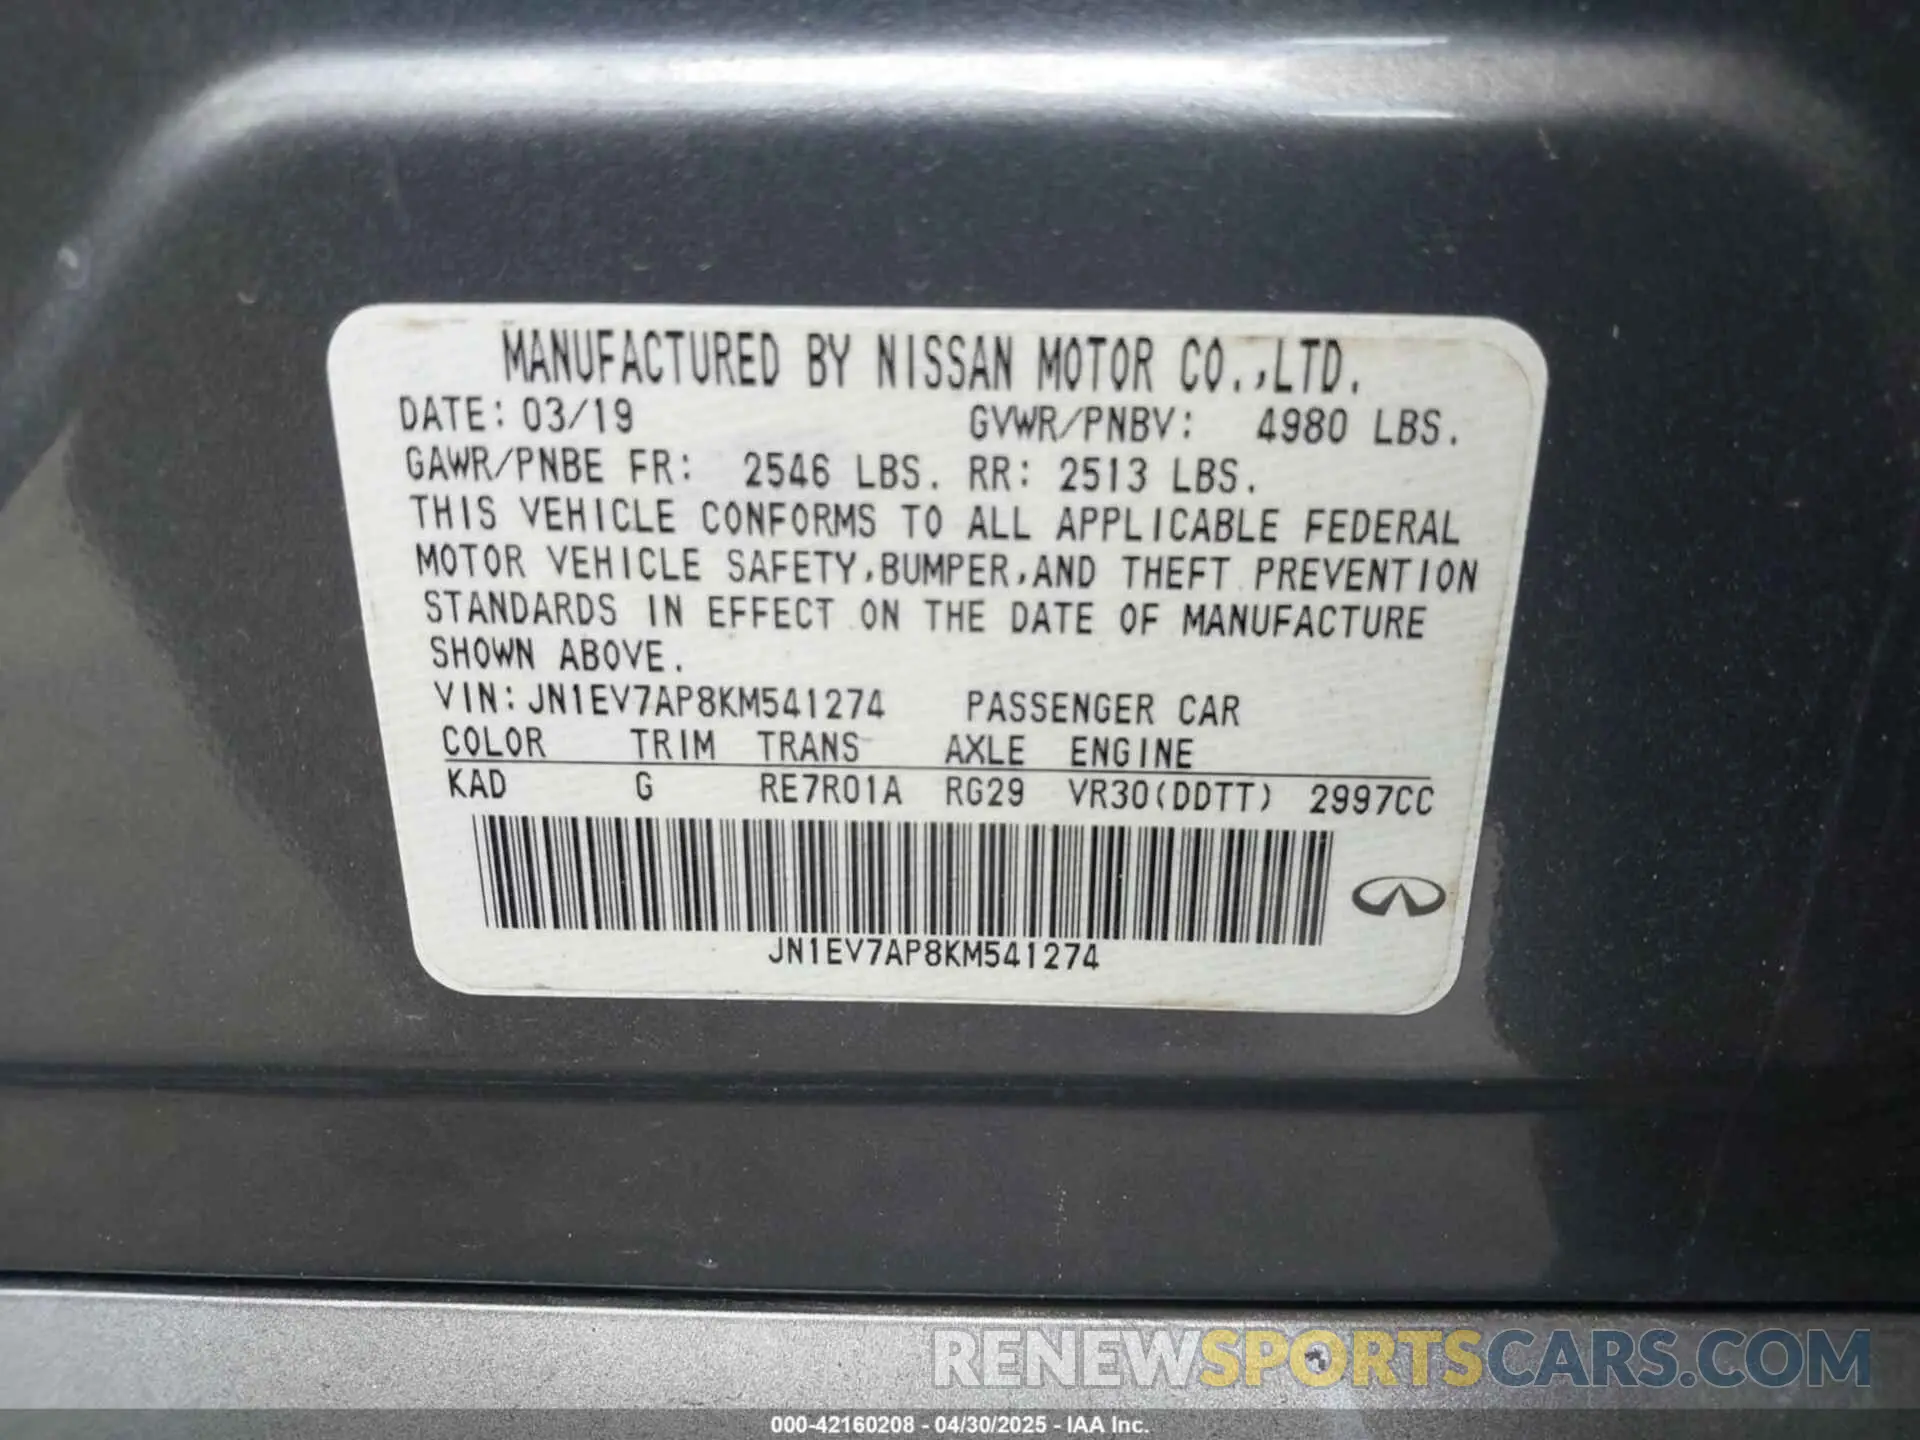 MANUFACTURED BY NISSAN MOTOR CO.,LTD.
DATE: 03/19 GVWR/PNBV: 4980 LBS.
GAWR/PNBE FR: 2546 LBS. RR: 2513 LBS.
THIS VEHICLE CONFORMS TO ALL APPLICABLE FEDERAL
MOTOR VEHICLE SAFETY,BUMPER,AND THEFT PREVENTION
STANDARDS IN EFFECT ON THE DATE OF MANUFACTURE
SHOWN ABOVE.
VIN: JN1EV7AP8KM541274 PASSENGER CAR
COLOR TRIM TRANS AXLE ENGINE
KAD G RE7R01A RG29 VR30(DDTT) 2997CC
JN1EV7AP8KM541274
RENEWSPORTSCARS.COM
000-42160208 - 04/30/2025 - IAA Inc.